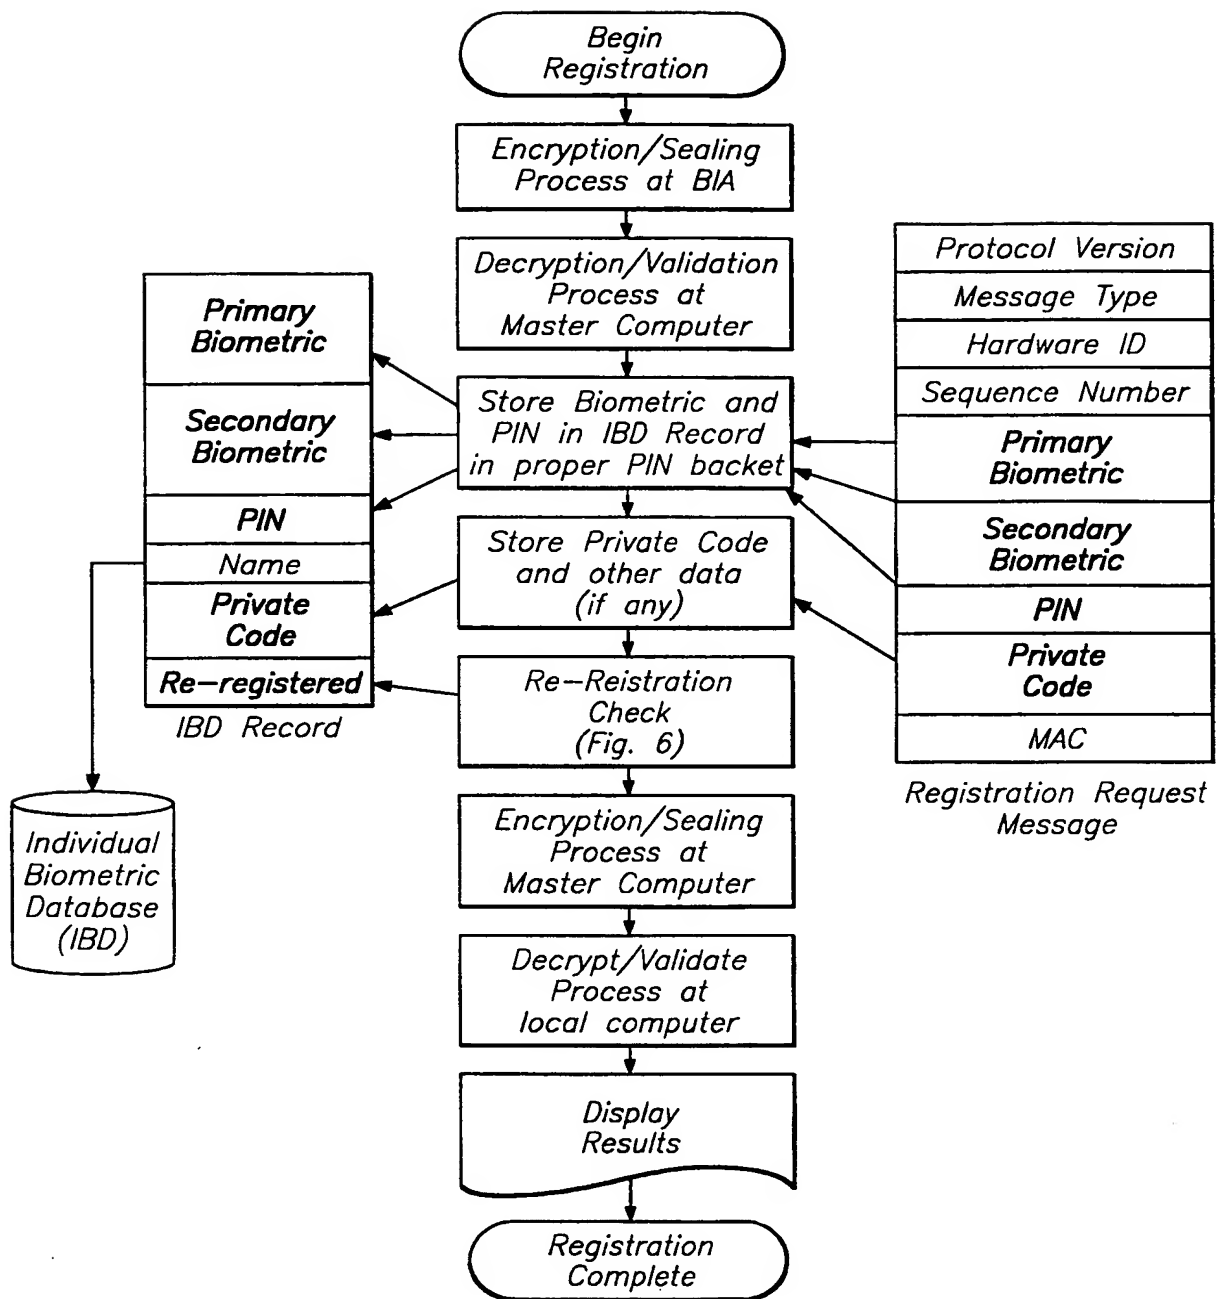 Begin
Registration
Encryption/Sealing
Process at BIA
Decryption/Validation
Process at
Master Computer
Store Biometric and
PIN in IBD Record
in proper PIN backet
Store Private Code
and other data
(if any)
Re-Reistration
Check
(Fig. 6)
Encryption/Sealing
Process at
Master Computer
Decrypt/Validate
Process at
local computer
Display
Results
Registration
Complete
Primary
Biometric
Secondary
Biometric
PIN
Name
Private
Code
Re-registered
IBD Record
Individual
Biometric
Database
(IBD)
Protocol Version
Message Type
Hardware ID
Sequence Number
Primary
Biometric
Secondary
Biometric
PIN
Private
Code
MAC
Registration Request
Message